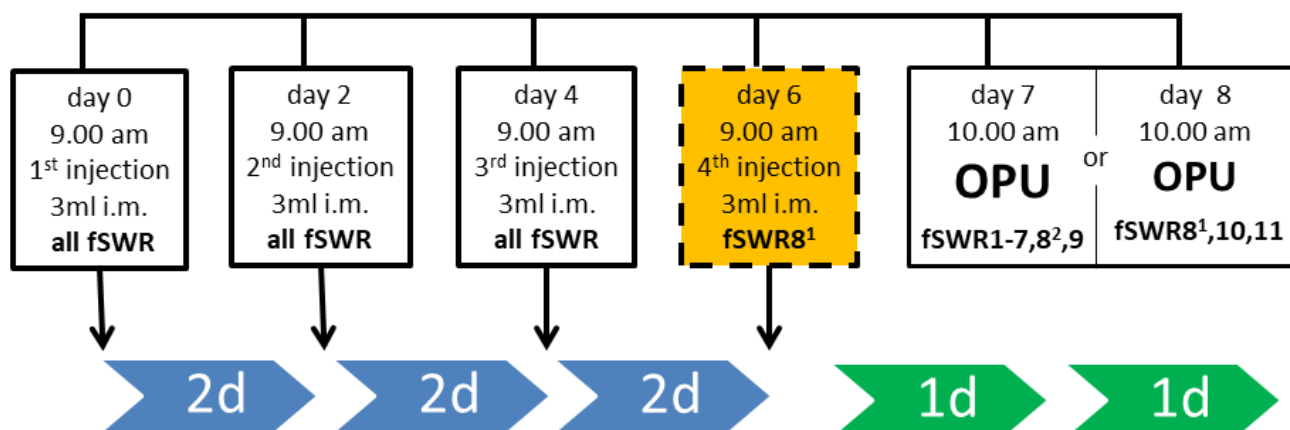 day 0
9.00 am
1st injection
3ml i.m.
all fSWR
day 2
9.00 am
2nd injection
3ml i.m.
all fSWR
day 4
9.00 am
3rd injection
3ml i.m.
all fSWR
day 6
9.00 am
4th injection
3ml i.m.
fSWR8¹
day 7
10.00 am
OPU
fSWR1-7,8²,9
or
day 8
10.00 am
OPU
fSWR8¹,10,11
2d
2d
2d
1d
1d